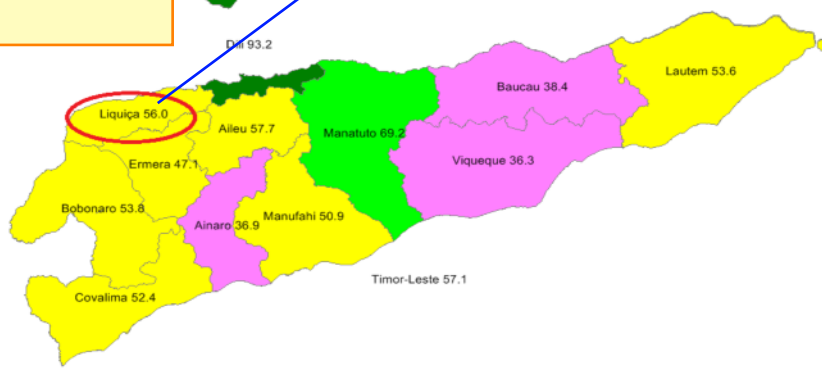 Dili 93.2
Lautem 53.6
Baucau 38.4
Liquiça 56.0
Aileu 57.7
Manatuto 69.2
Viqueque 36.3
Ermera 47.1
Bobonaro 53.8
Ainaro 36.9
Manufahi 50.9
Timor-Leste 57.1
Covalima 52.4